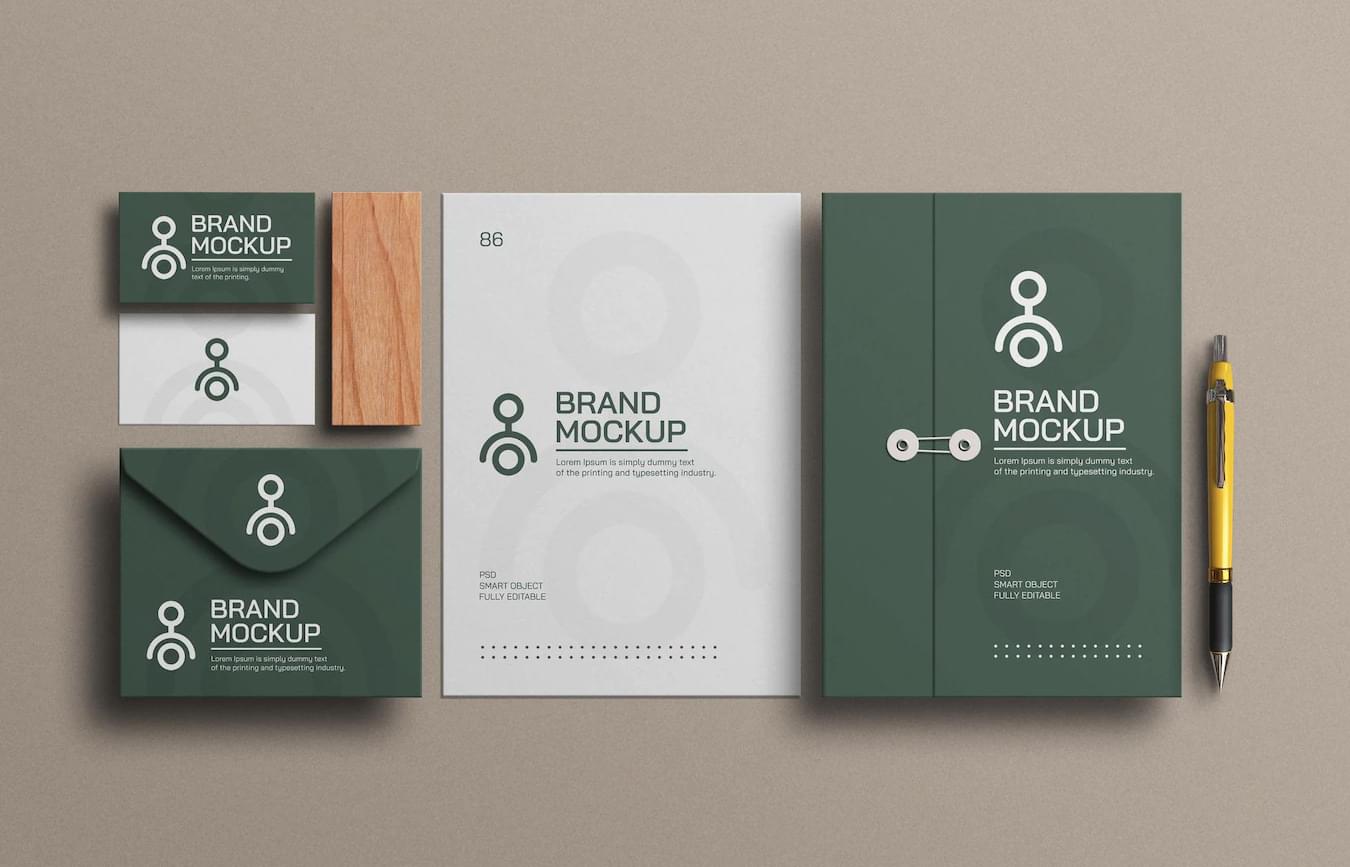 BRAND
MOCKUP
Lorem Ipsum is simply dummy
text of the printing.
BRAND
MOCKUP
Lorem Ipsum is simply dummy text
of the printing and typesetting industry.
86
BRAND
MOCKUP
Lorem Ipsum is simply dummy text
of the printing and typesetting industry.
PSD
SMART OBJECT
FULLY EDITABLE
BRAND
MOCKUP
Lorem Ipsum is simply dummy text
of the printing and typesetting industry.
PSD
SMART OBJECT
FULLY EDITABLE